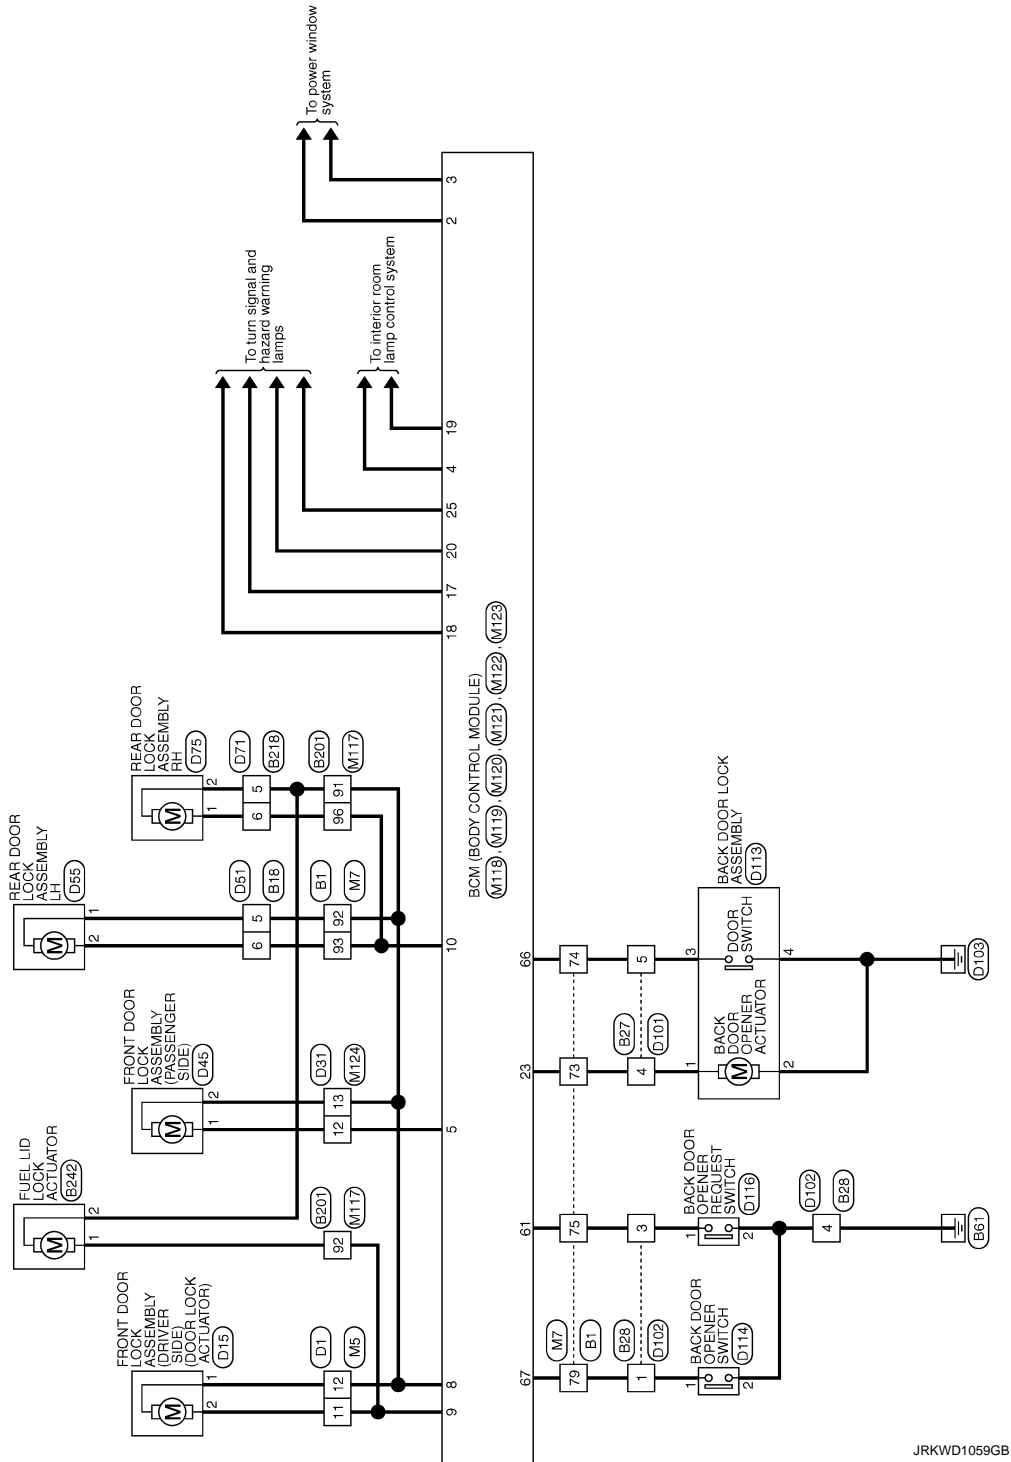 FRONT DOOR
LOCK
ASSEMBLY
(DRIVER
SIDE)
(DOOR LOCK
ACTUATOR)
D15
M
2
1
11
12
D1
M5
9
8
FUEL LID
LOCK
ACTUATOR
B242
M
1
2
92
B201
M117
FRONT DOOR
LOCK
ASSEMBLY
(PASSENGER
SIDE)
D45
M
1
2
12
13
D31
M124
5
REAR DOOR
LOCK
ASSEMBLY
LH
D55
M
2
1
6
5
D51
B18
93
92
B1
M7
10
REAR DOOR
LOCK
ASSEMBLY
RH
D75
M
1
2
6
5
D71
B218
96
91
B201
M117
To turn signal and
hazard warning
lamps
18
17
20
25
To interior room
lamp control system
4
19
To power window
system
2
3
BCM (BODY CONTROL MODULE)
M118 , M119 , M120 , M121 , M122 , M123
67
61
23
66
79
M7
B1
75
73
74
1
B28
D102
3
4
B27
D101
5
BACK DOOR
OPENER
SWITCH
D114
1
2
BACK DOOR
OPENER
REQUEST
SWITCH
D116
1
2
4
D102
B28
B61
BACK DOOR LOCK
ASSEMBLY
D113
1
M
BACK
DOOR
OPENER
ACTUATOR
2
3
DOOR
SWITCH
4
D103
JRKWD1059GB